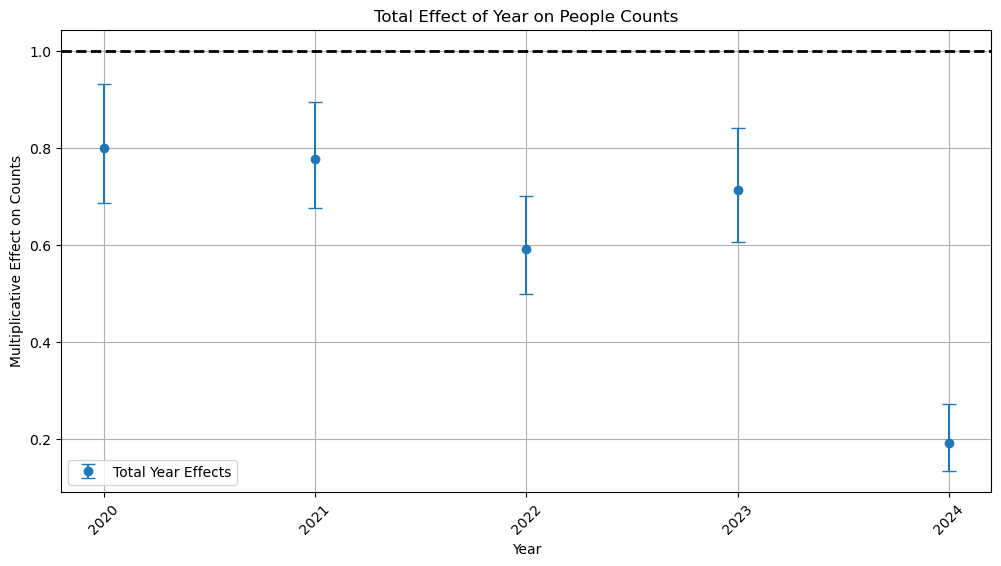 Total Effect of Year on People Counts
Multiplicative Effect on Counts
1.0
0.8
0.6
0.4
0.2
Total Year Effects
2020
2021
2022
2023
2024
Year